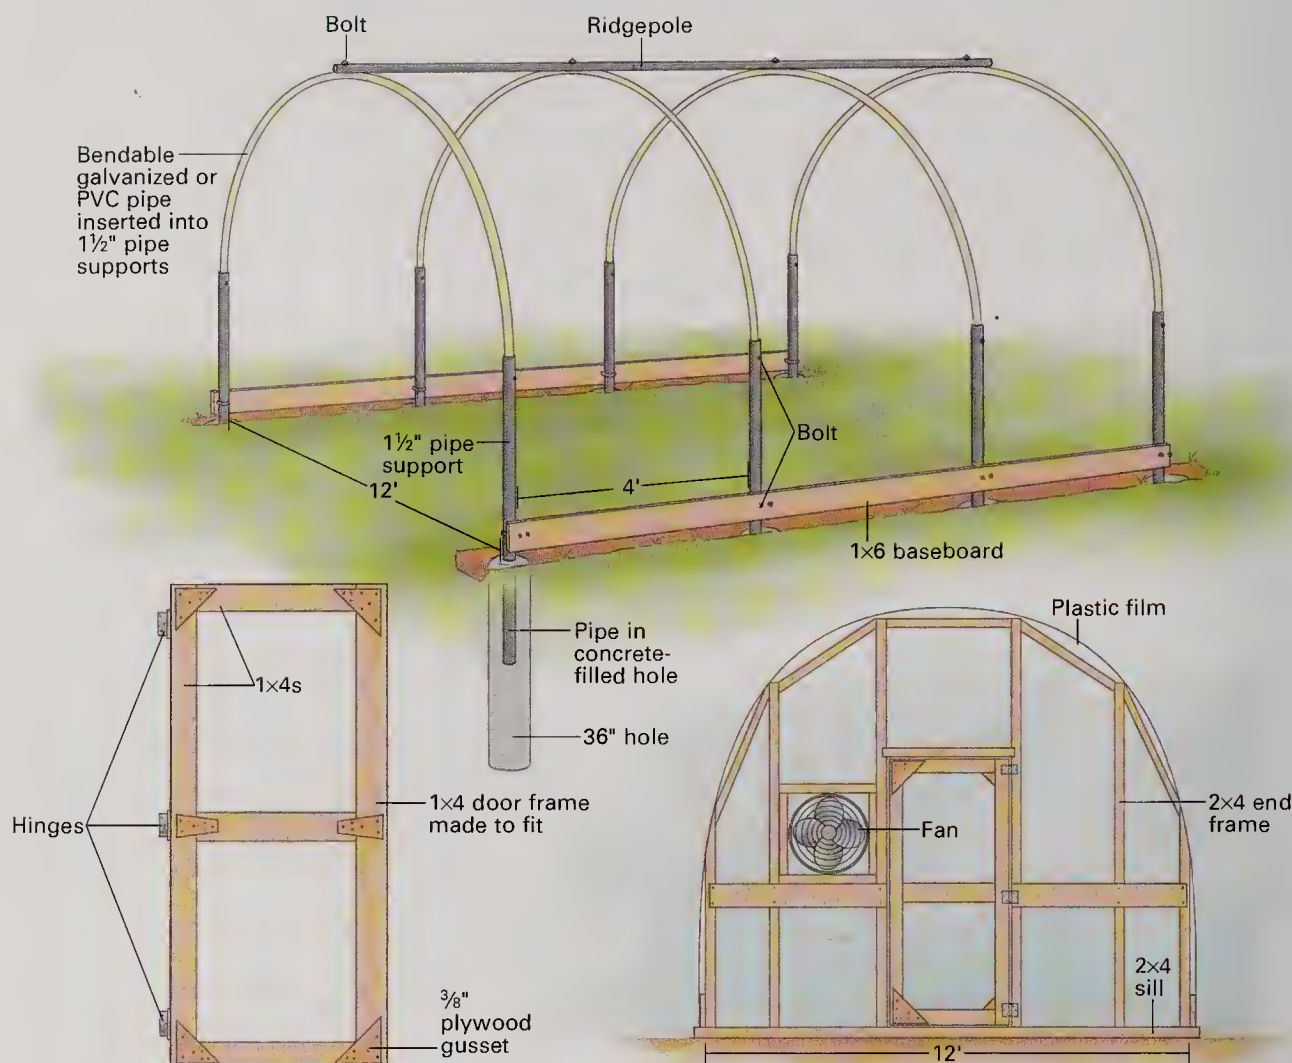 Bolt
Ridgepole
Bendable
galvanized or
PVC pipe
inserted into
1½" pipe
supports
1½" pipe
support
12'
4'
Bolt
1×6 baseboard
Pipe in
concrete-
filled hole
36" hole
1×4s
Hinges
1×4 door frame
made to fit
⅜"
plywood
gusset
Plastic film
Fan
2×4 end
frame
2×4
sill
12'